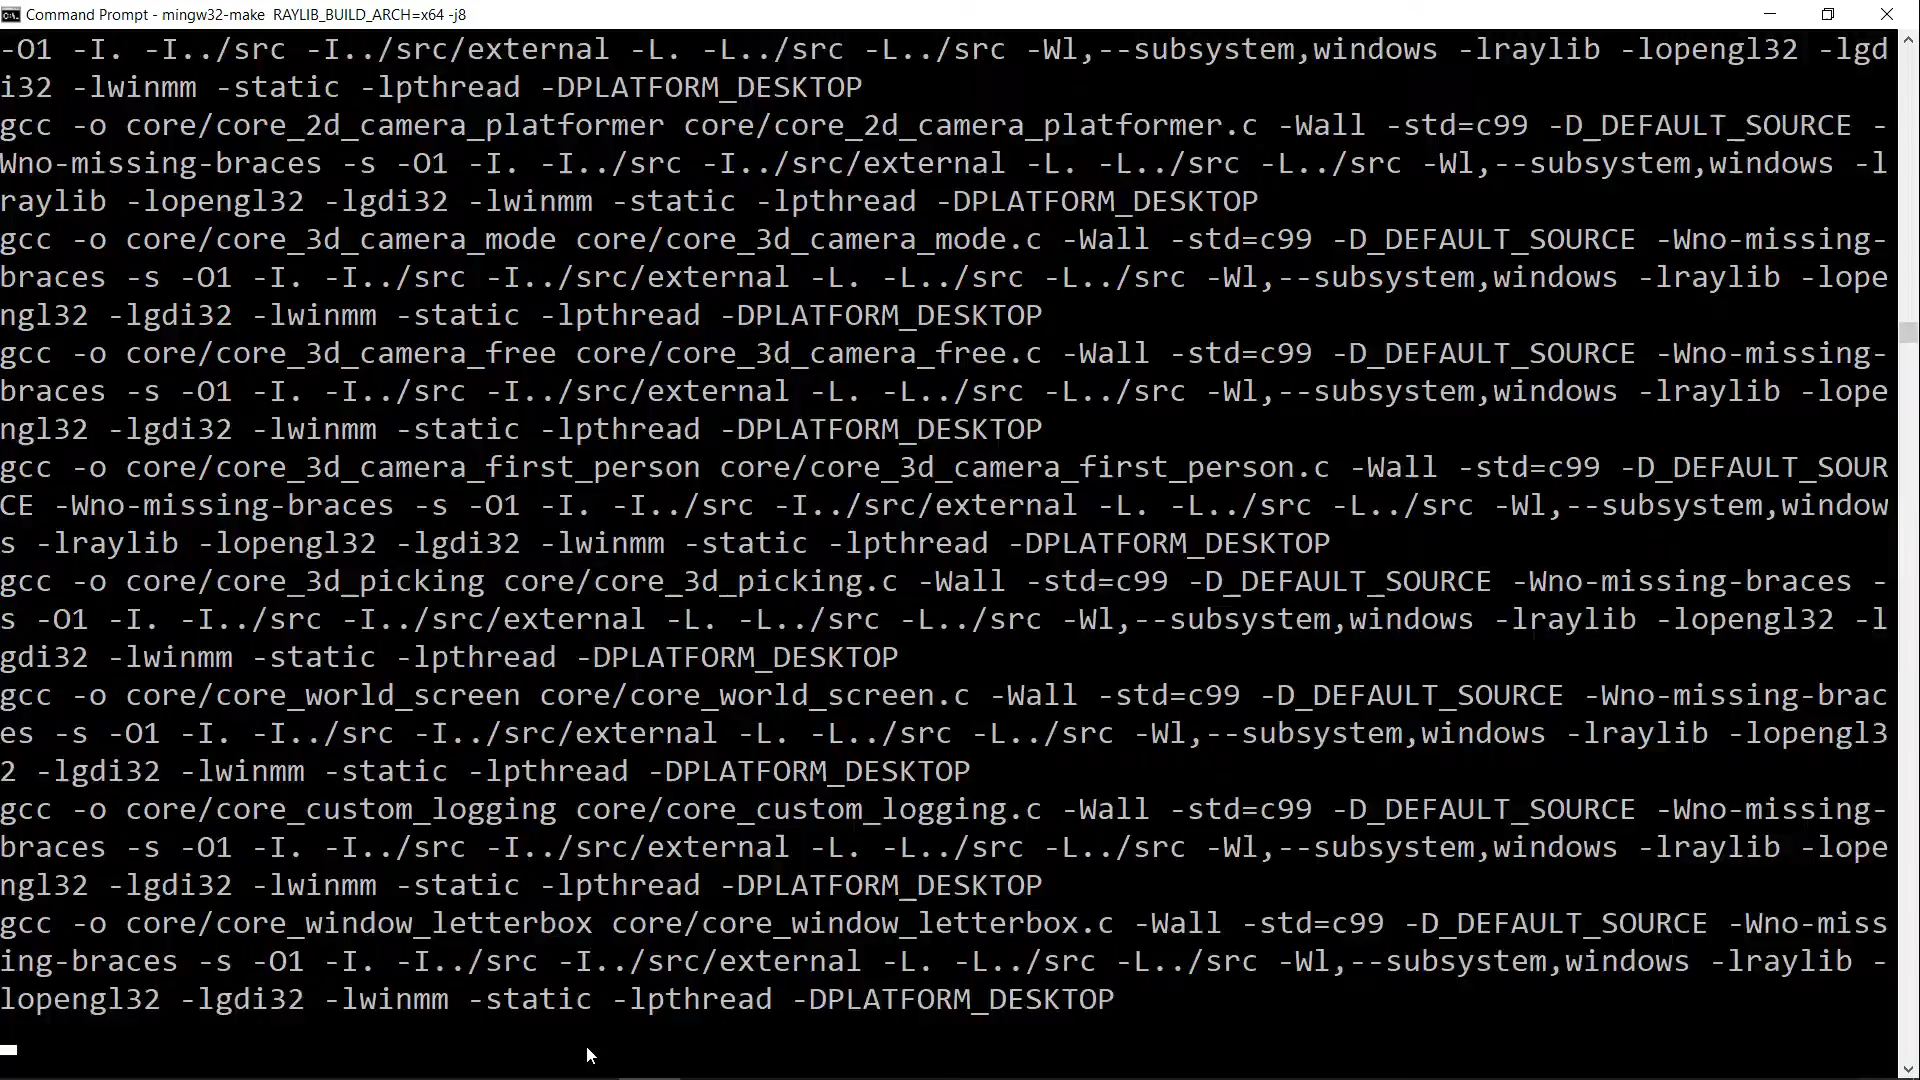 Command Prompt - mingw32-make  RAYLIB_BUILD_ARCH=x64 -j8
-O1 -I. -I../src -I../src/external -L. -L../src -L../src -Wl,--subsystem,windows -lraylib -lopengl32 -lgd
i32 -lwinmm -static -lpthread -DPLATFORM_DESKTOP
gcc -o core/core_2d_camera_platformer core/core_2d_camera_platformer.c -Wall -std=c99 -D_DEFAULT_SOURCE -
Wno-missing-braces -s -O1 -I. -I../src -I../src/external -L. -L../src -L../src -Wl,--subsystem,windows -l
raylib -lopengl32 -lgdi32 -lwinmm -static -lpthread -DPLATFORM_DESKTOP
gcc -o core/core_3d_camera_mode core/core_3d_camera_mode.c -Wall -std=c99 -D_DEFAULT_SOURCE -Wno-missing-
braces -s -O1 -I. -I../src -I../src/external -L. -L../src -L../src -Wl,--subsystem,windows -lraylib -lope
ngl32 -lgdi32 -lwinmm -static -lpthread -DPLATFORM_DESKTOP
gcc -o core/core_3d_camera_free core/core_3d_camera_free.c -Wall -std=c99 -D_DEFAULT_SOURCE -Wno-missing-
braces -s -O1 -I. -I../src -I../src/external -L. -L../src -L../src -Wl,--subsystem,windows -lraylib -lope
ngl32 -lgdi32 -lwinmm -static -lpthread -DPLATFORM_DESKTOP
gcc -o core/core_3d_camera_first_person core/core_3d_camera_first_person.c -Wall -std=c99 -D_DEFAULT_SOUR
CE -Wno-missing-braces -s -O1 -I. -I../src -I../src/external -L. -L../src -L../src -Wl,--subsystem,window
s -lraylib -lopengl32 -lgdi32 -lwinmm -static -lpthread -DPLATFORM_DESKTOP
gcc -o core/core_3d_picking core/core_3d_picking.c -Wall -std=c99 -D_DEFAULT_SOURCE -Wno-missing-braces -
s -O1 -I. -I../src -I../src/external -L. -L../src -L../src -Wl,--subsystem,windows -lraylib -lopengl32 -l
gdi32 -lwinmm -static -lpthread -DPLATFORM_DESKTOP
gcc -o core/core_world_screen core/core_world_screen.c -Wall -std=c99 -D_DEFAULT_SOURCE -Wno-missing-brac
es -s -O1 -I. -I../src -I../src/external -L. -L../src -L../src -Wl,--subsystem,windows -lraylib -lopengl3
2 -lgdi32 -lwinmm -static -lpthread -DPLATFORM_DESKTOP
gcc -o core/core_custom_logging core/core_custom_logging.c -Wall -std=c99 -D_DEFAULT_SOURCE -Wno-missing-
braces -s -O1 -I. -I../src -I../src/external -L. -L../src -L../src -Wl,--subsystem,windows -lraylib -lope
ngl32 -lgdi32 -lwinmm -static -lpthread -DPLATFORM_DESKTOP
gcc -o core/core_window_letterbox core/core_window_letterbox.c -Wall -std=c99 -D_DEFAULT_SOURCE -Wno-miss
ing-braces -s -O1 -I. -I../src -I../src/external -L. -L../src -L../src -Wl,--subsystem,windows -lraylib -
lopengl32 -lgdi32 -lwinmm -static -lpthread -DPLATFORM_DESKTOP